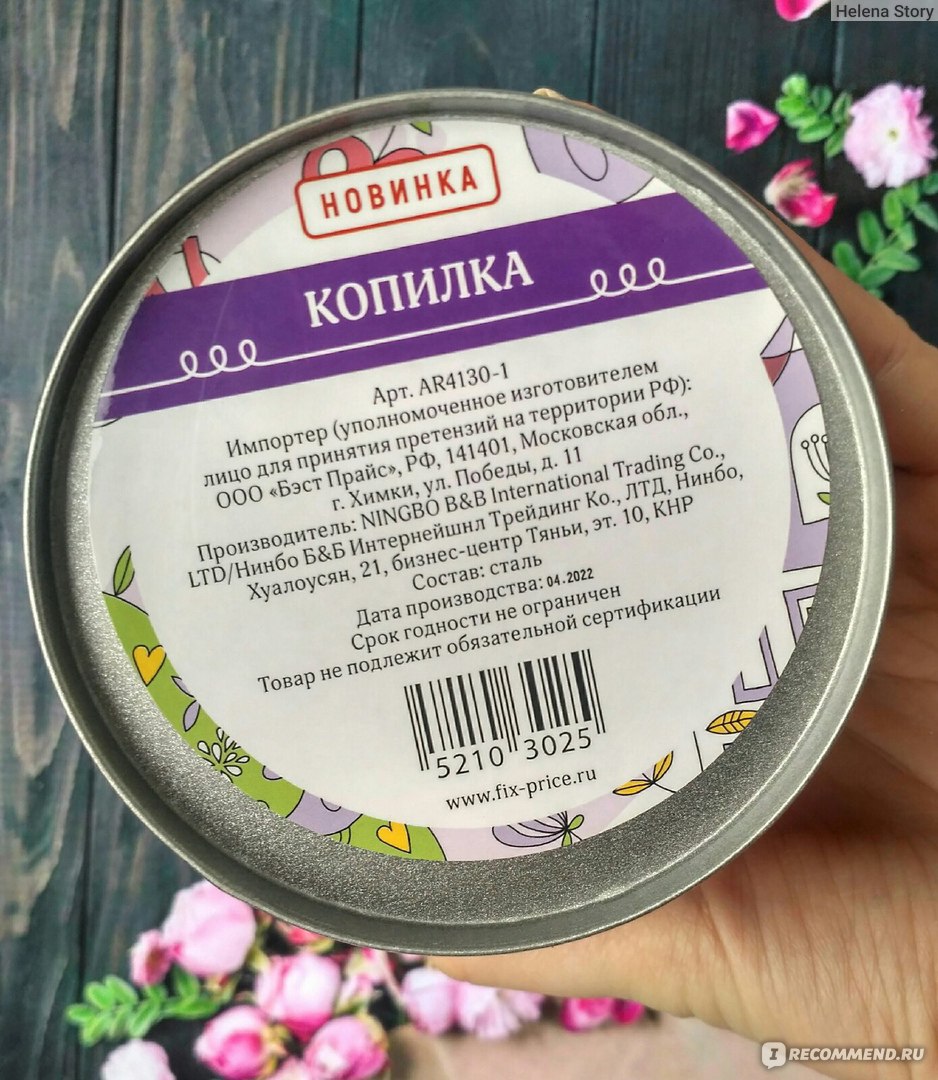 Helena Story
НОВИНКА
КОПИЛКА
Арт. AR4130-1
Импортер (уполномоченное изготовителем
лицо для принятия претензий на территории РФ):
ООО «Бэст Прайс», РФ, 141401, Московская обл.,
г. Химки, ул. Победы, д. 11
Производитель: NINGBO B&B International Trading Co.,
LTD/Нинбо Б&Б Интернейшнл Трейдинг Ко., ЛТД, Нинбо,
Хуалоусян, 21, бизнес-центр Тяньи, эт. 10, КНР
Состав: сталь
Дата производства: 04.2022
Срок годности не ограничен
Товар не подлежит обязательной сертификации
5210 3025
www.fix-price.ru
I RECOMMEND.RU